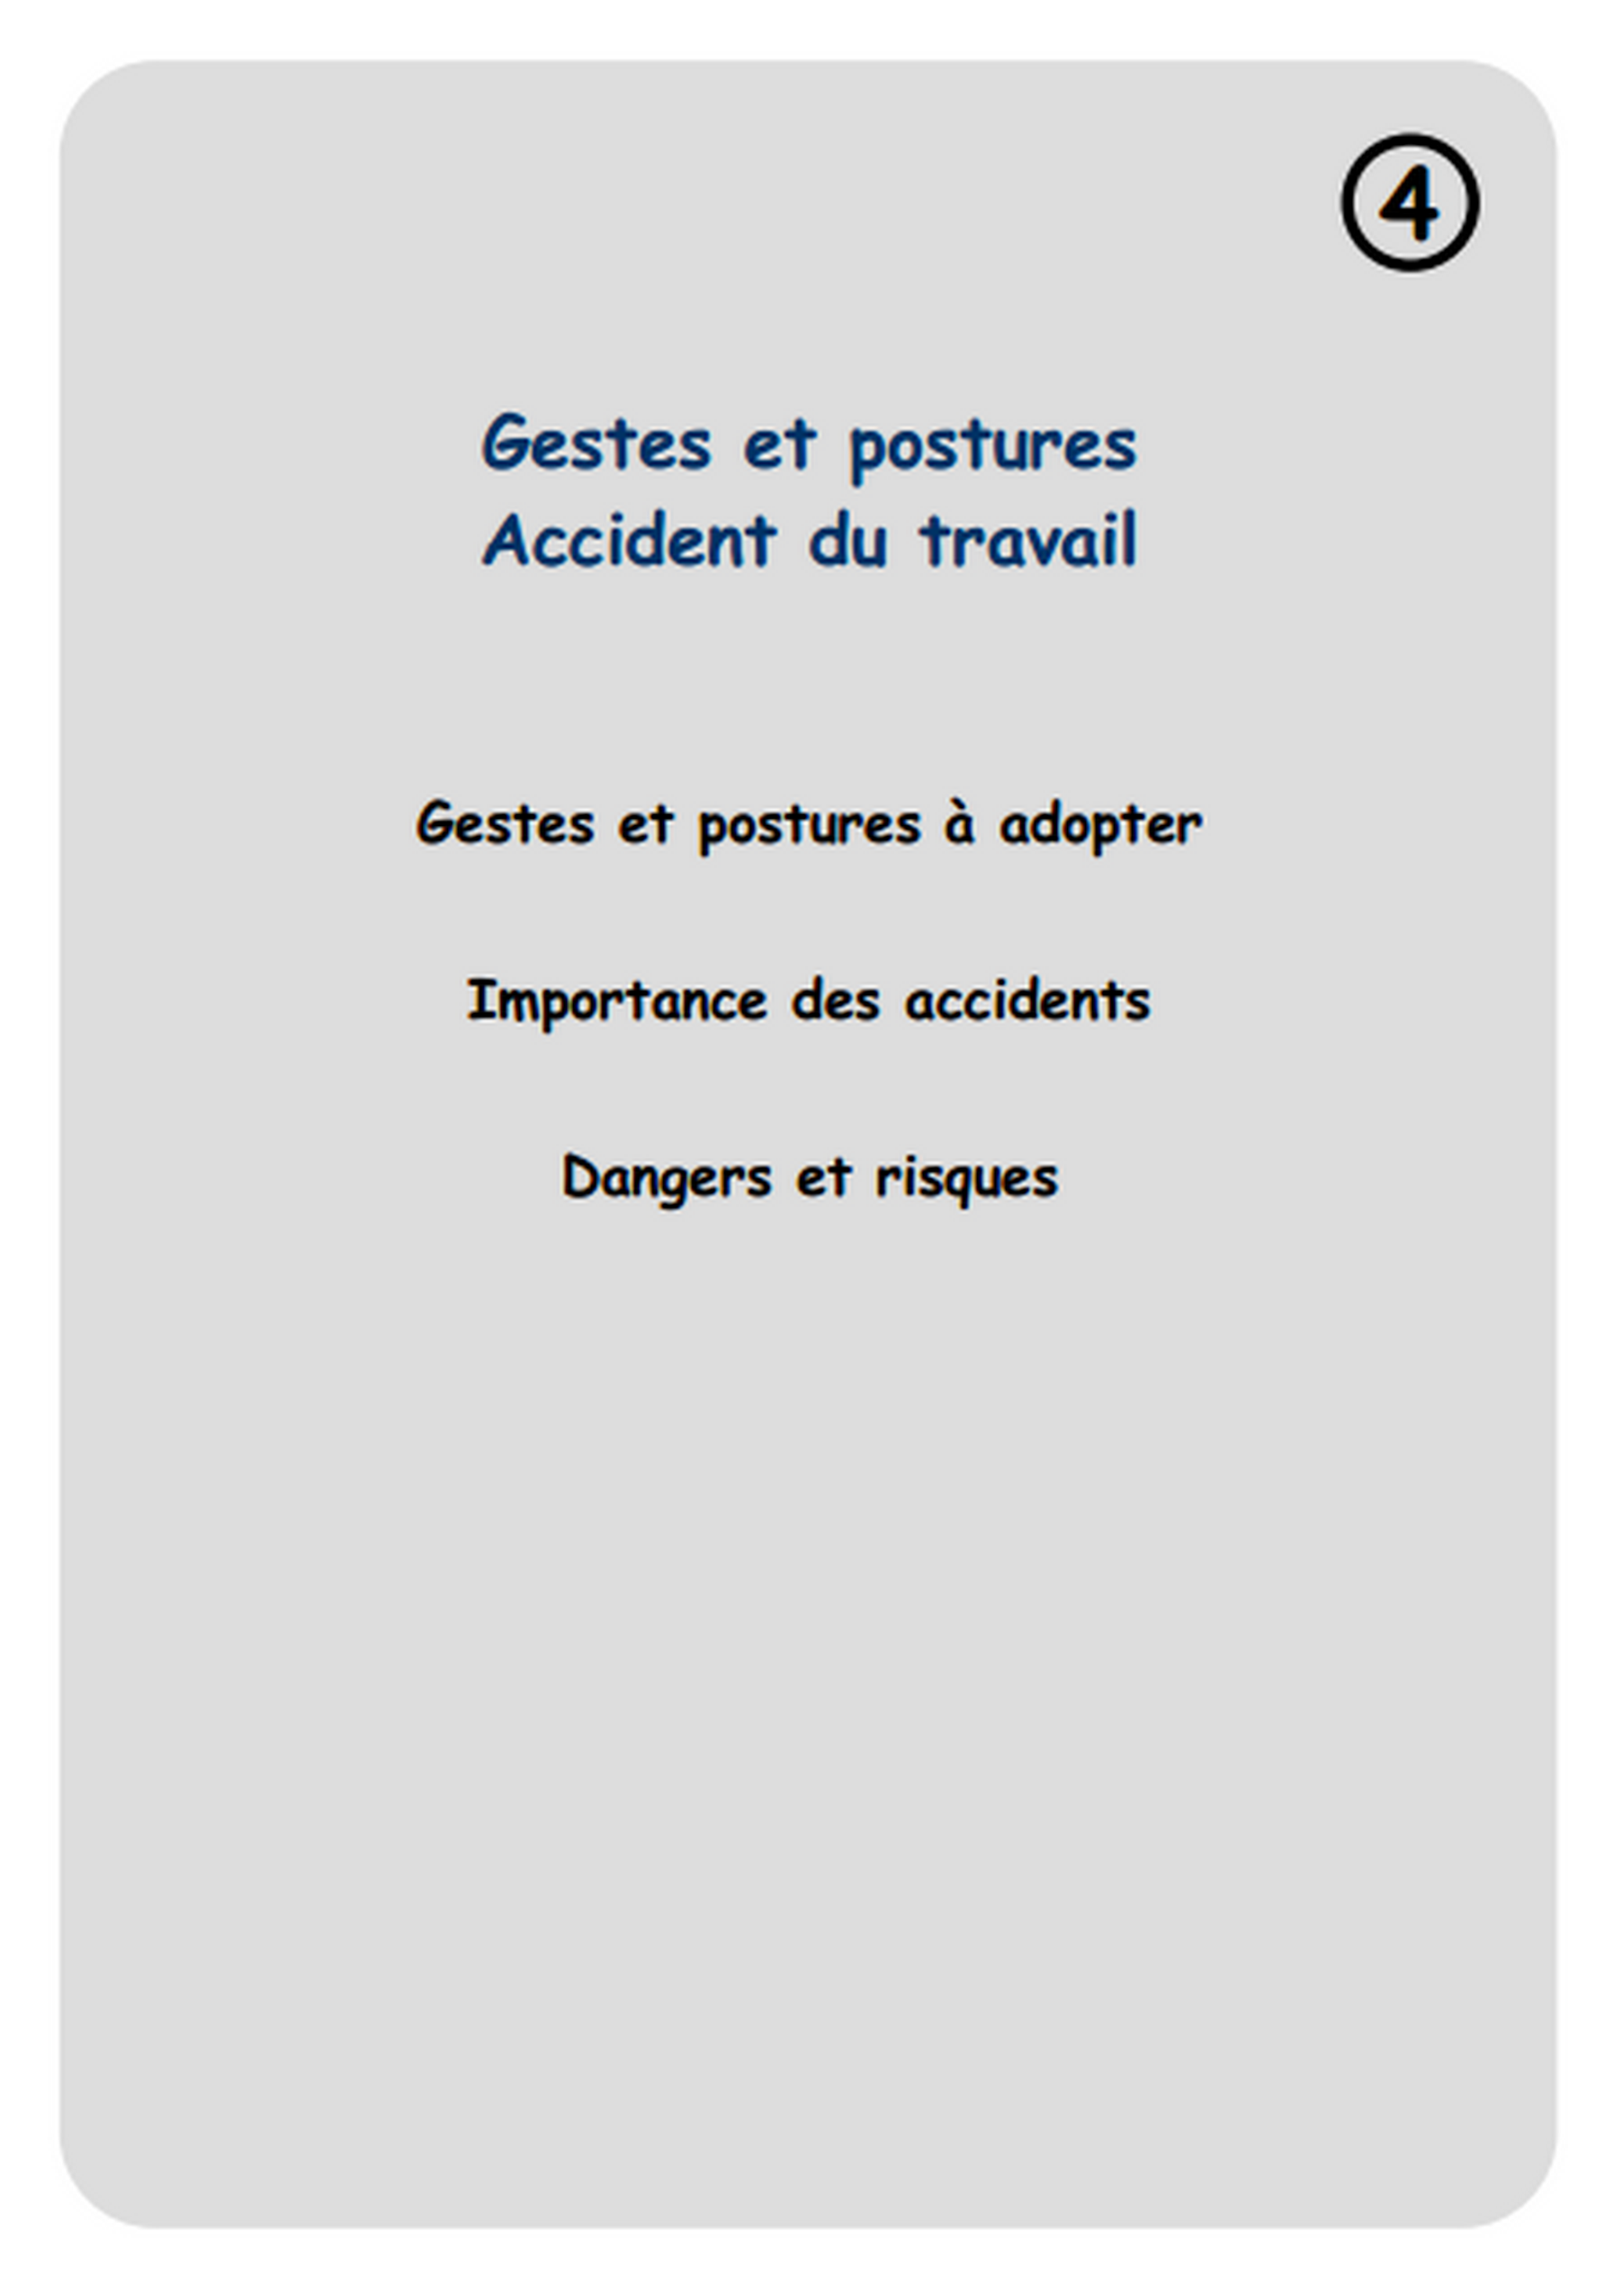 4
Gestes et postures
Accident du travail
Gestes et postures à adopter
Importance des accidents
Dangers et risques